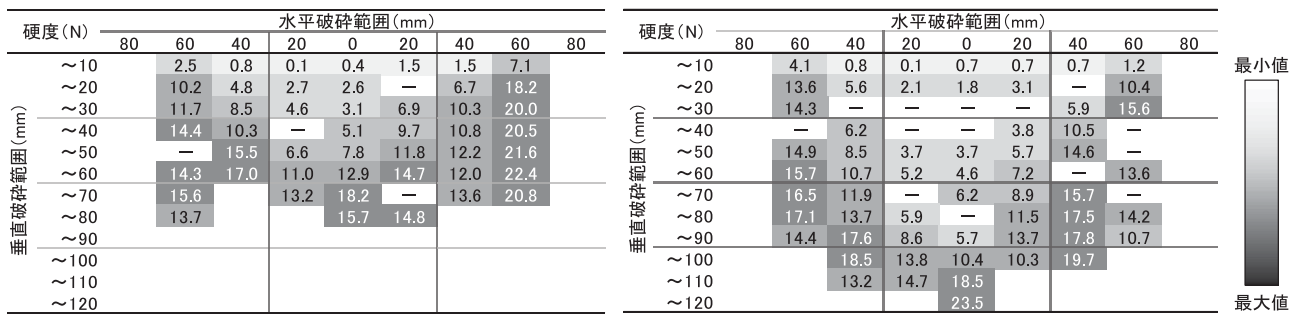 硬度(N) 水平破砕範囲(mm)
80 60 40 20 0 20 40 60 80
垂直破砕範囲(mm)
～10 2.5 0.8 0.1 0.4 1.5 1.5 7.1
～20 10.2 4.8 2.7 2.6 － 6.7 18.2
～30 11.7 8.5 4.6 3.1 6.9 10.3 20.0
～40 14.4 10.3 － 5.1 9.7 10.8 20.5
～50 － 15.5 6.6 7.8 11.8 12.2 21.6
～60 14.3 17.0 11.0 12.9 14.7 12.0 22.4
～70 15.6 13.2 18.2 － 13.6 20.8
～80 13.7 15.7 14.8
～90
～100
～110
～120
硬度(N) 水平破砕範囲(mm)
80 60 40 20 0 20 40 60 80
垂直破砕範囲(mm)
～10 4.1 0.8 0.1 0.7 0.7 0.7 1.2
～20 13.6 5.6 2.1 1.8 3.1 － 10.4
～30 14.3 － － － － 5.9 15.6
～40 － 6.2 － － 3.8 10.5 －
～50 14.9 8.5 3.7 3.7 5.7 14.6 －
～60 15.7 10.7 5.2 4.6 7.2 － 13.6
～70 16.5 11.9 － 6.2 8.9 15.7 －
～80 17.1 13.7 5.9 － 11.5 17.5 14.2
～90 14.4 17.6 8.6 5.7 13.7 17.8 10.7
～100 18.5 13.8 10.4 10.3 19.7
～110 13.2 14.7 18.5
～120 23.5
最小値
最大値